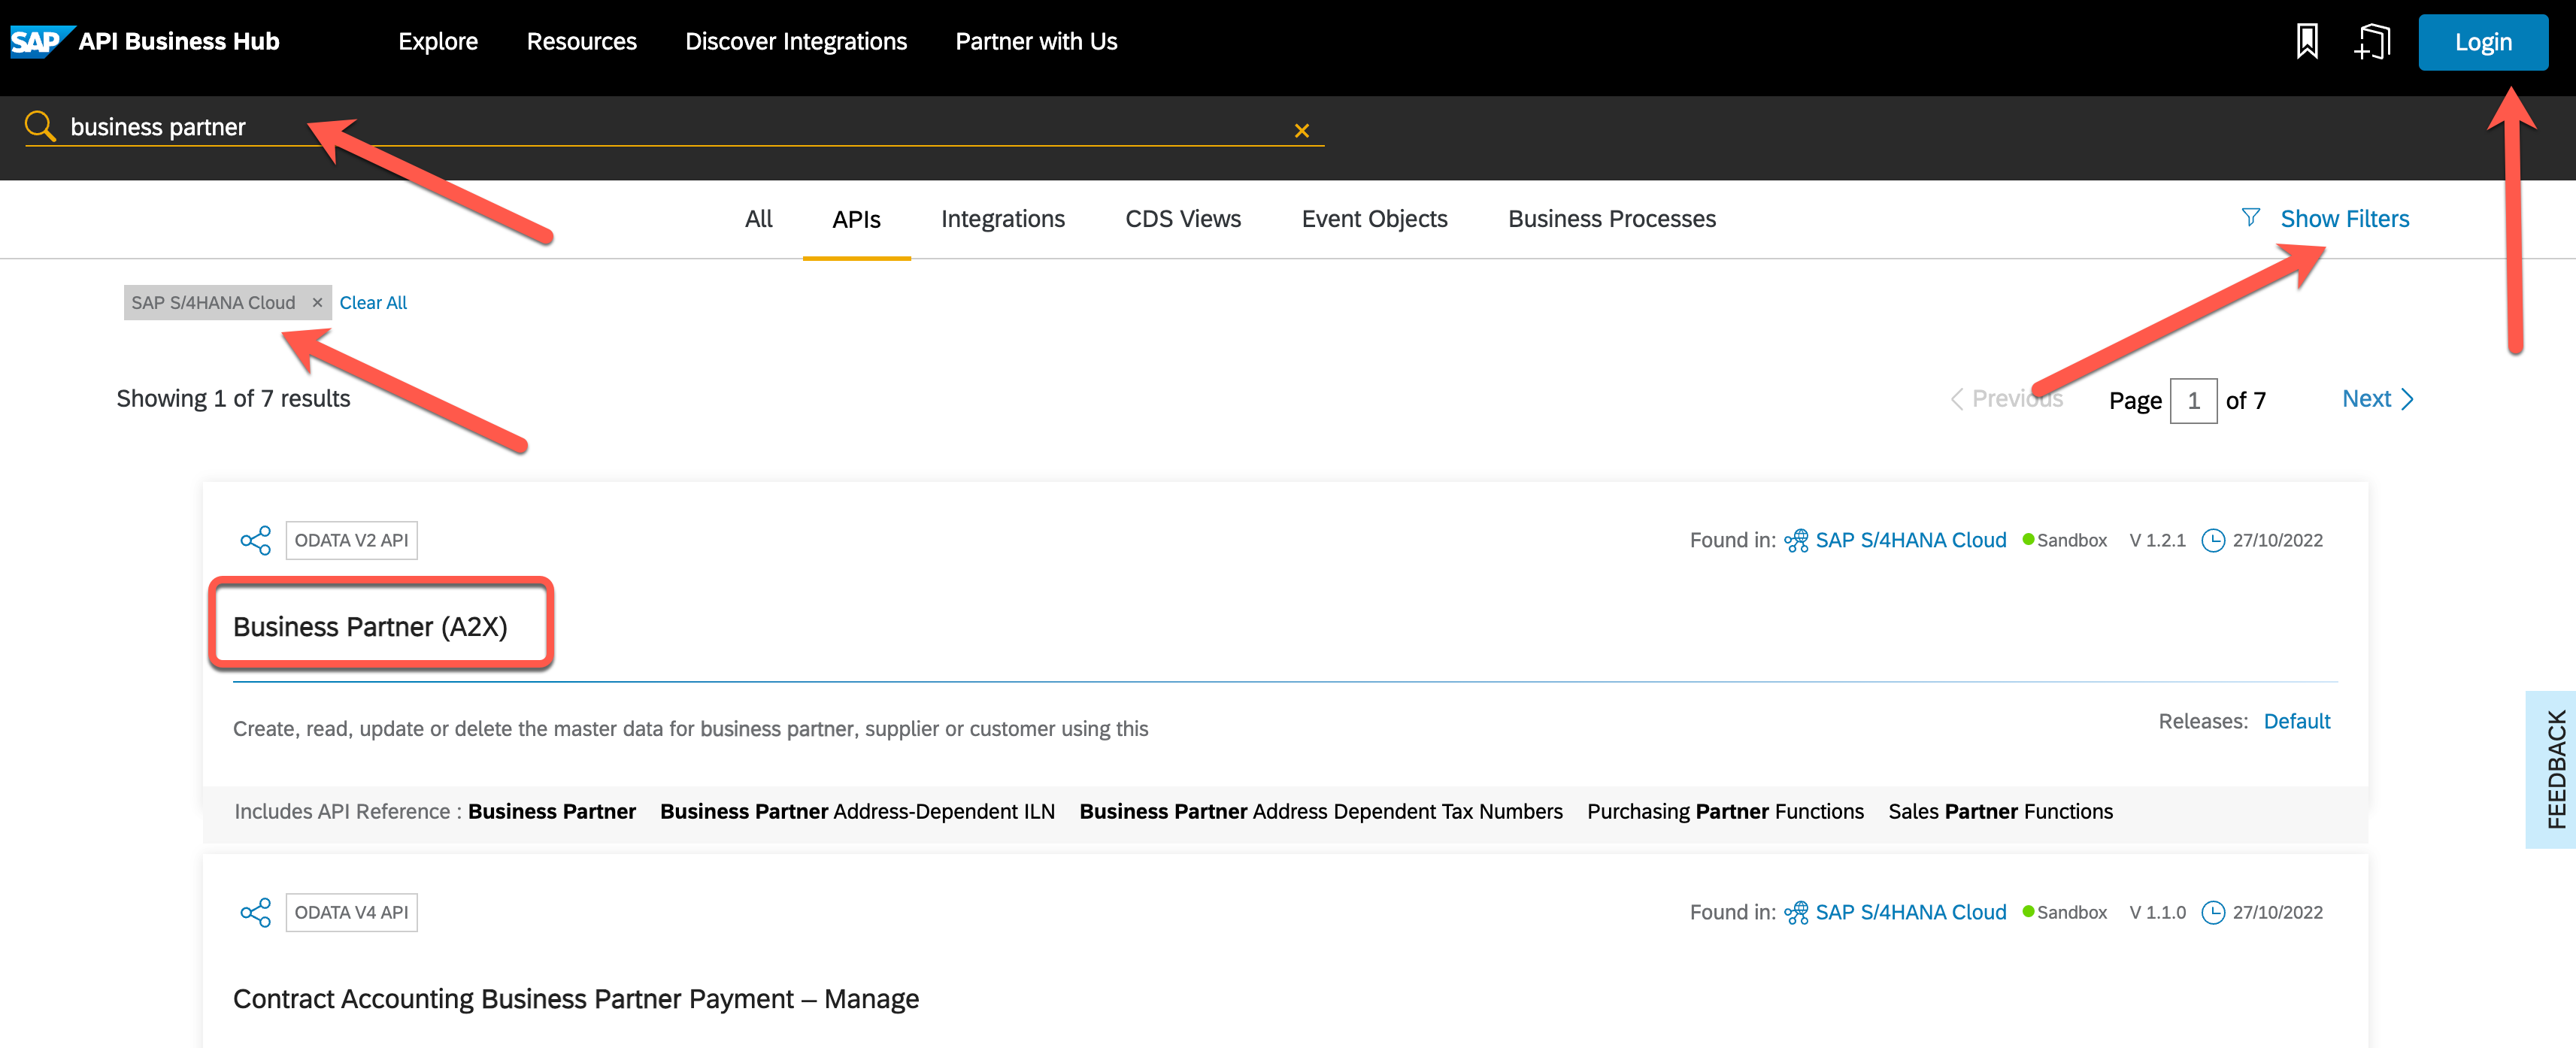 SAP API Business Hub Explore Resources Discover Integrations Partner with Us Login
business partner ×
All APIs Integrations CDS Views Event Objects Business Processes Show Filters
SAP S/4HANA Cloud × Clear All
Showing 1 of 7 results Previous Page 1 of 7 Next
ODATA V2 API Found in: SAP S/4HANA Cloud Sandbox V 1.2.1 27/10/2022
Business Partner (A2X)
Create, read, update or delete the master data for business partner, supplier or customer using this Releases: Default
Includes API Reference : Business Partner Business Partner Address-Dependent ILN Business Partner Address Dependent Tax Numbers Purchasing Partner Functions Sales Partner Functions
FEEDBACK
ODATA V4 API Found in: SAP S/4HANA Cloud Sandbox V 1.1.0 27/10/2022
Contract Accounting Business Partner Payment – Manage